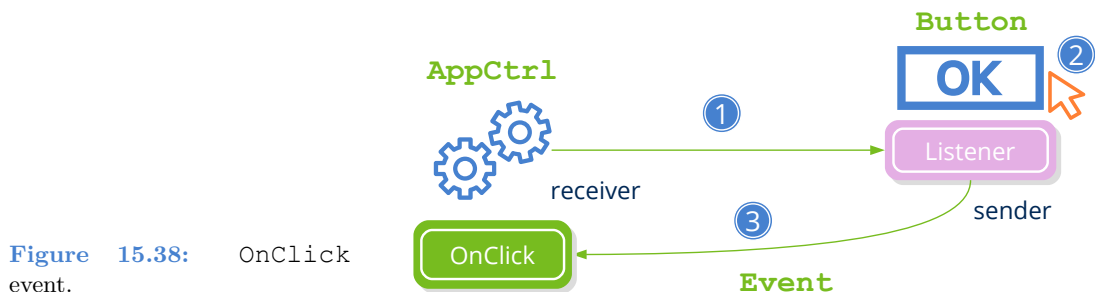 Button
2
OK
AppCtrl
1
Listener
receiver
sender
3
Figure 15.38: OnClick
event.
OnClick
Event